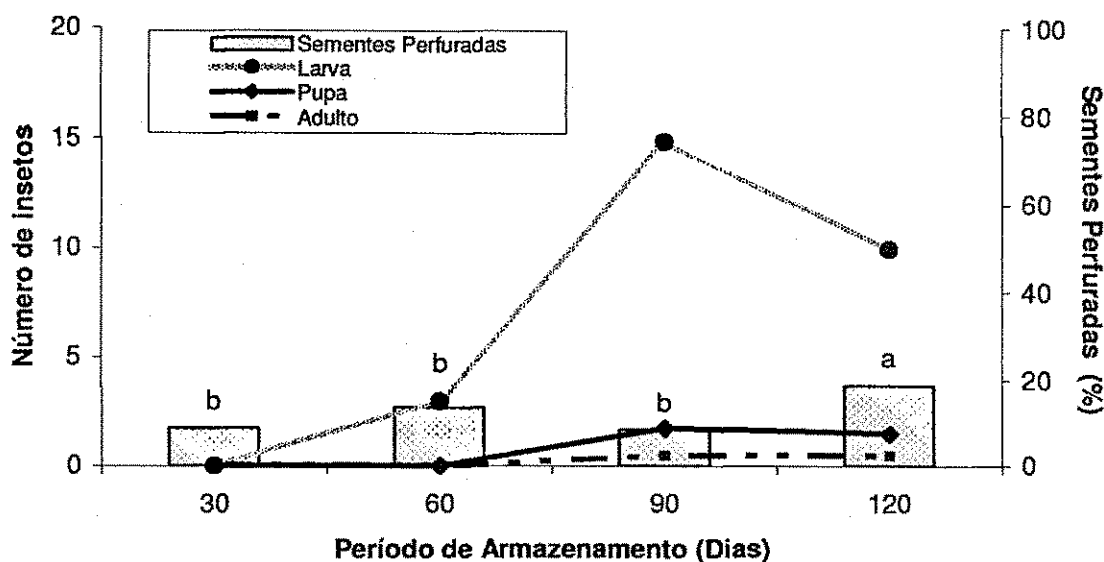 20
15
10
5
0
Número de insetos
Sementes Perfuradas
Larva
Pupa
Adulto
b
b
b
a
100
80
60
40
20
0
Sementes Perfuradas (%)
30 60 90 120
Período de Armazenamento (Dias)